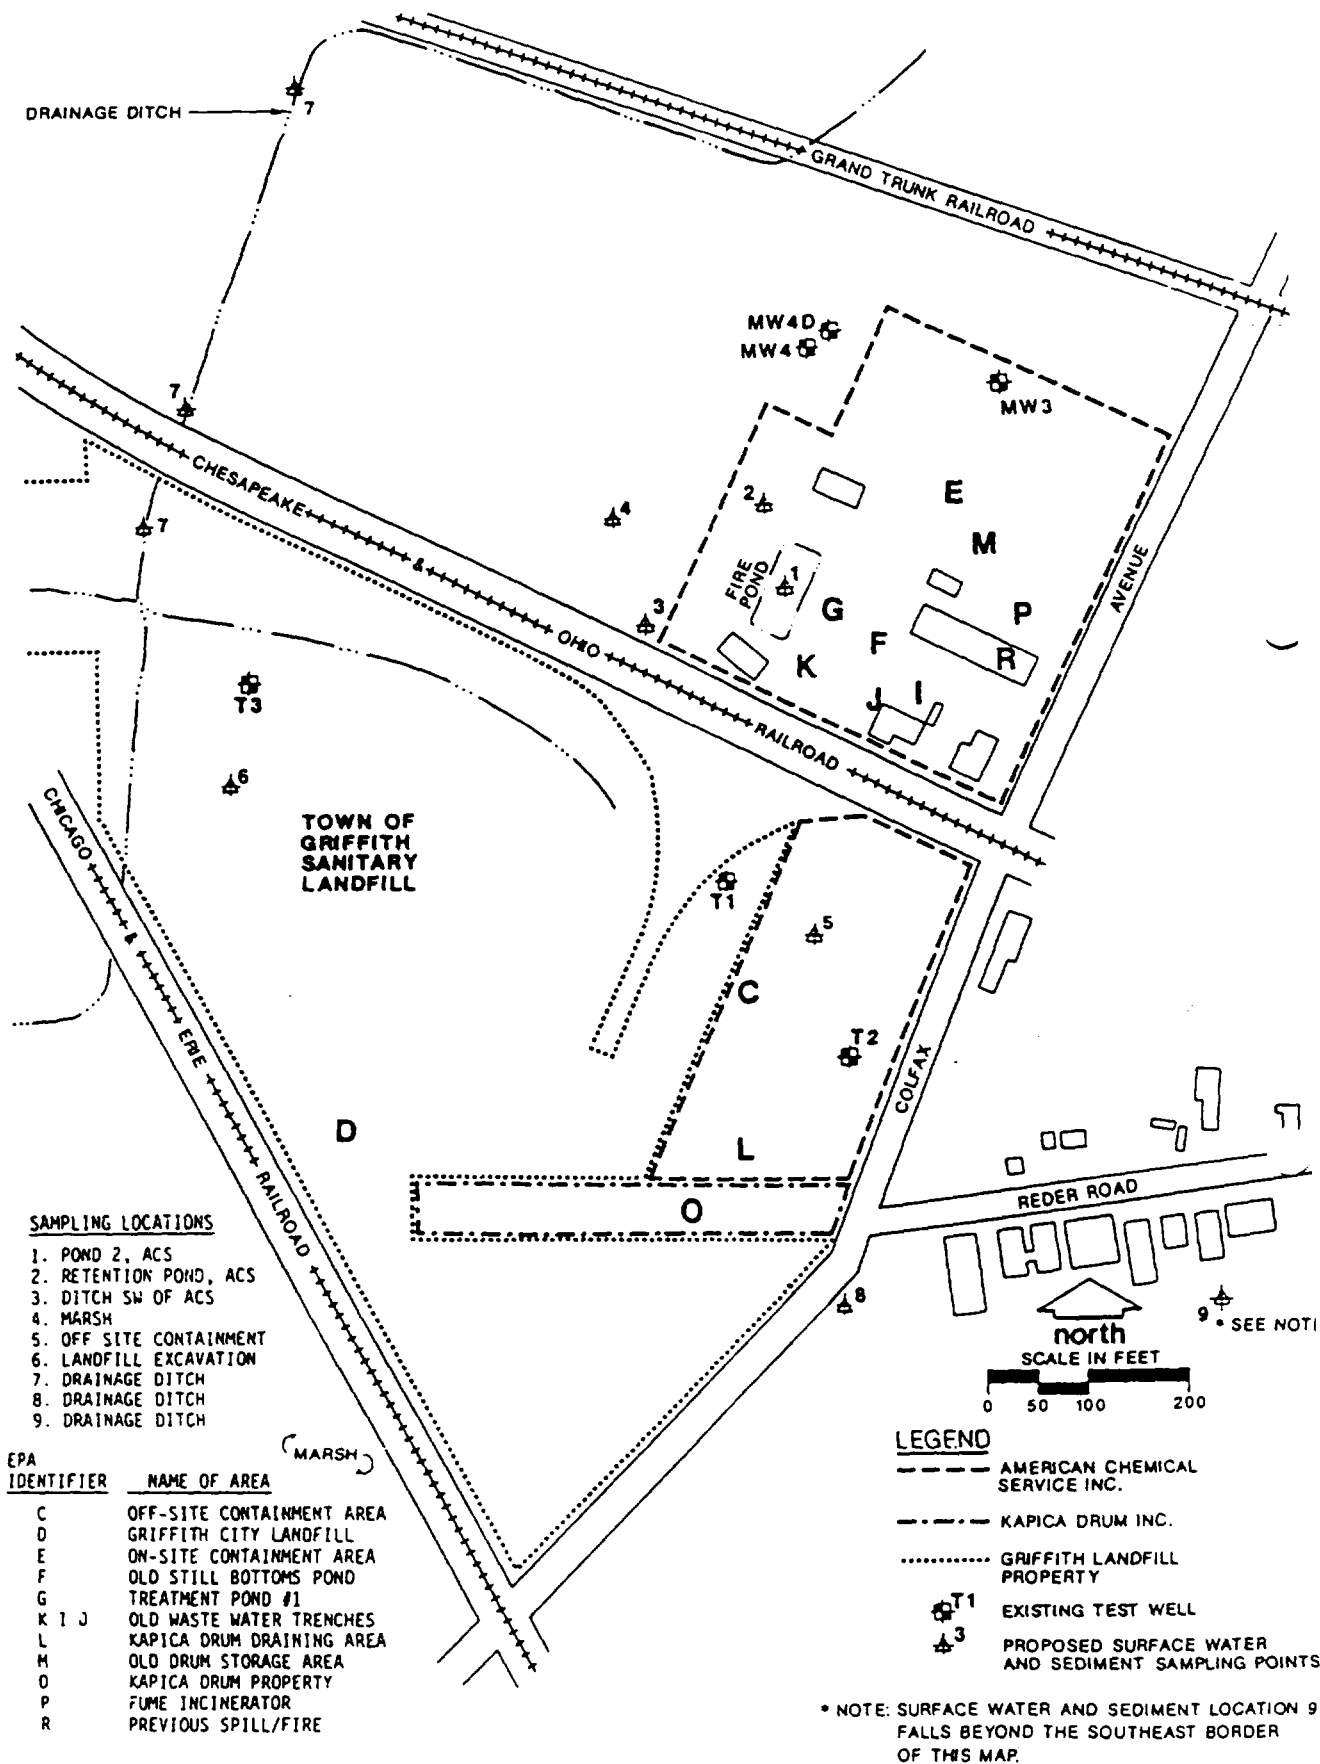 DRAINAGE DITCH
7
GRAND TRUNK RAILROAD
MW4D
MW4
MW3
7
CHESAPEAKE & OHIO RAILROAD
7
4
2
E
M
FIRE
POND
1
G
P
AVENUE
3
F
R
K
J
I
T3
6
TOWN OF
GRIFFITH
SANITARY
LANDFILL
CHICAGO & ERIE RAILROAD
T1
5
C
T2
COLFAX
D
L
O
REDER ROAD
8
9 * SEE NOT
north
SCALE IN FEET
0 50 100 200
SAMPLING LOCATIONS
1. POND 2, ACS
2. RETENTION POND, ACS
3. DITCH SW OF ACS
4. MARSH
5. OFF SITE CONTAINMENT
6. LANDFILL EXCAVATION
7. DRAINAGE DITCH
8. DRAINAGE DITCH
9. DRAINAGE DITCH
MARSH
EPA
IDENTIFIER NAME OF AREA
C OFF-SITE CONTAINMENT AREA
D GRIFFITH CITY LANDFILL
E ON-SITE CONTAINMENT AREA
F OLD STILL BOTTOMS POND
G TREATMENT POND #1
K I J OLD WASTE WATER TRENCHES
L KAPICA DRUM DRAINING AREA
M OLD DRUM STORAGE AREA
O KAPICA DRUM PROPERTY
P FUME INCINERATOR
R PREVIOUS SPILL/FIRE
LEGEND
AMERICAN CHEMICAL
SERVICE INC.
KAPICA DRUM INC.
GRIFFITH LANDFILL
PROPERTY
T1 EXISTING TEST WELL
3 PROPOSED SURFACE WATER
AND SEDIMENT SAMPLING POINTS
* NOTE: SURFACE WATER AND SEDIMENT LOCATION 9
FALLS BEYOND THE SOUTHEAST BORDER
OF THIS MAP.